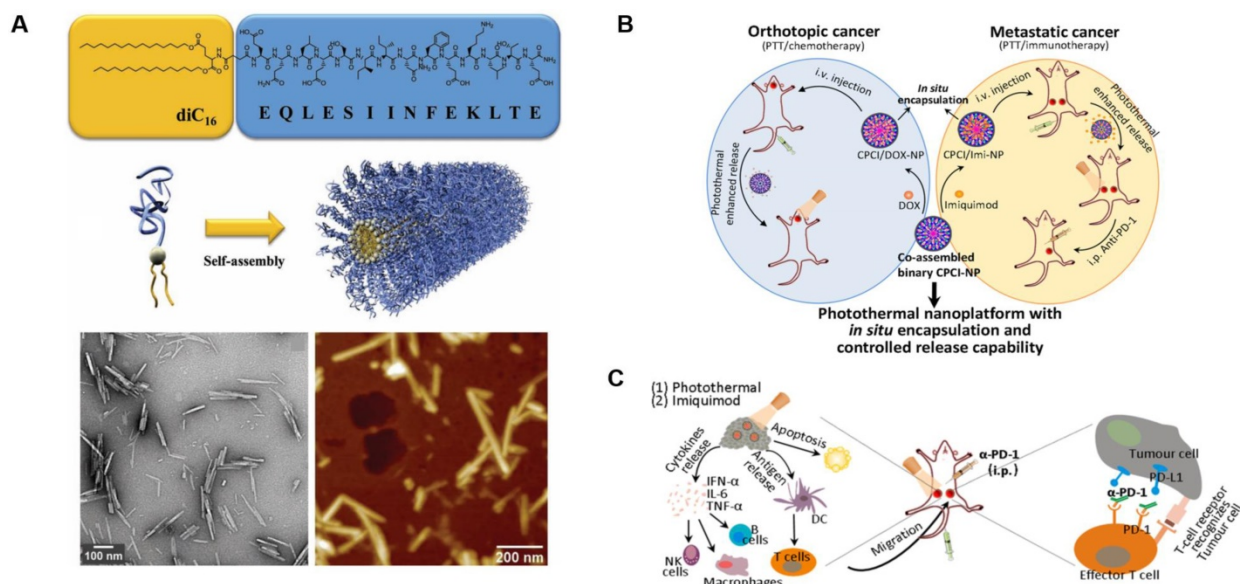 A
HO
O
N
H
NH₂
OH
diC₁₆
E Q L E S I I N F E K L T E
Self-assembly
100 nm
200 nm
B
Orthotopic cancer
(PTT/chemotherapy)
Metastatic cancer
(PTT/immunotherapy)
i.v. injection
In situ
encapsulation
i.v. injection
Photothermal
enhanced release
CPCI/DOX-NP
CPCI/Imi-NP
Photothermal
enhanced release
DOX
Imiquimod
i.p. Anti-PD-1
Co-assembled
binary CPCI-NP
Photothermal nanoplatform with
in situ encapsulation and
controlled release capability
C
(1) Photothermal
(2) Imiquimod
Cytokines
release
Antigen
release
Apoptosis
IFN-α
IL-6
TNF-α
DC
B
cells
NK
cells
Macrophages
T cells
Migration
α-PD-1
(i.p.)
Tumour cell
PD-L1
α-PD-1
PD-1
Effector T cell
T-cell receptor
recognizes
Tumour cell